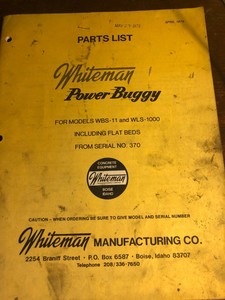 PARTS LIST
Whiteman
Power Buggy
FOR MODELS WBS-11 and WLS-1000
INCLUDING FLAT BEDS
FROM SERIAL NO. 370
CONCRETE
EQUIPMENT
Whiteman
BOISE
IDAHO
CAUTION – WHEN ORDERING BE SURE TO GIVE MODEL AND SERIAL NUMBER
Whiteman MANUFACTURING CO.
2254 Braniff Street • P.O. Box 6587 • Boise, Idaho 83707
Telephone 208/336-7650